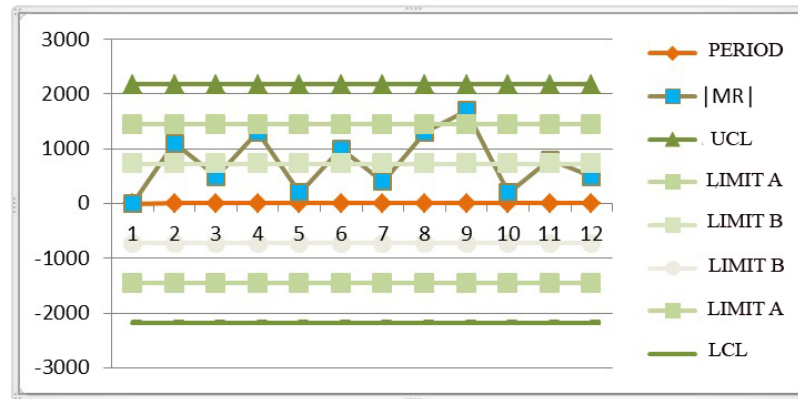 3000
2000
1000
0
-1000
-2000
-3000
1 2 3 4 5 6 7 8 9 10 11 12
PERIOD
|MR|
UCL
LIMIT A
LIMIT B
LIMIT B
LIMIT A
LCL